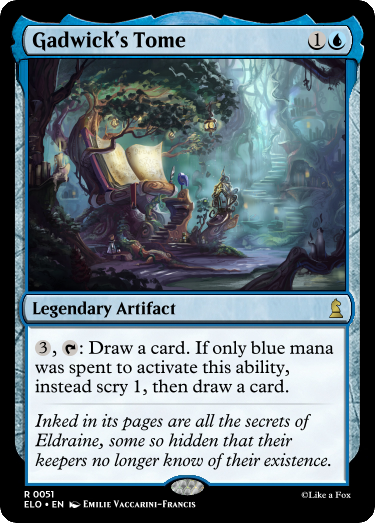 Gadwick's Tome 1
Legendary Artifact
3, : Draw a card. If only blue mana
was spent to activate this ability,
instead scry 1, then draw a card.
Inked in its pages are all the secrets of
Eldraine, some so hidden that their
keepers no longer know of their existence.
R 0051
ELO • EN Emilie Vaccarini-Francis
©Like a Fox